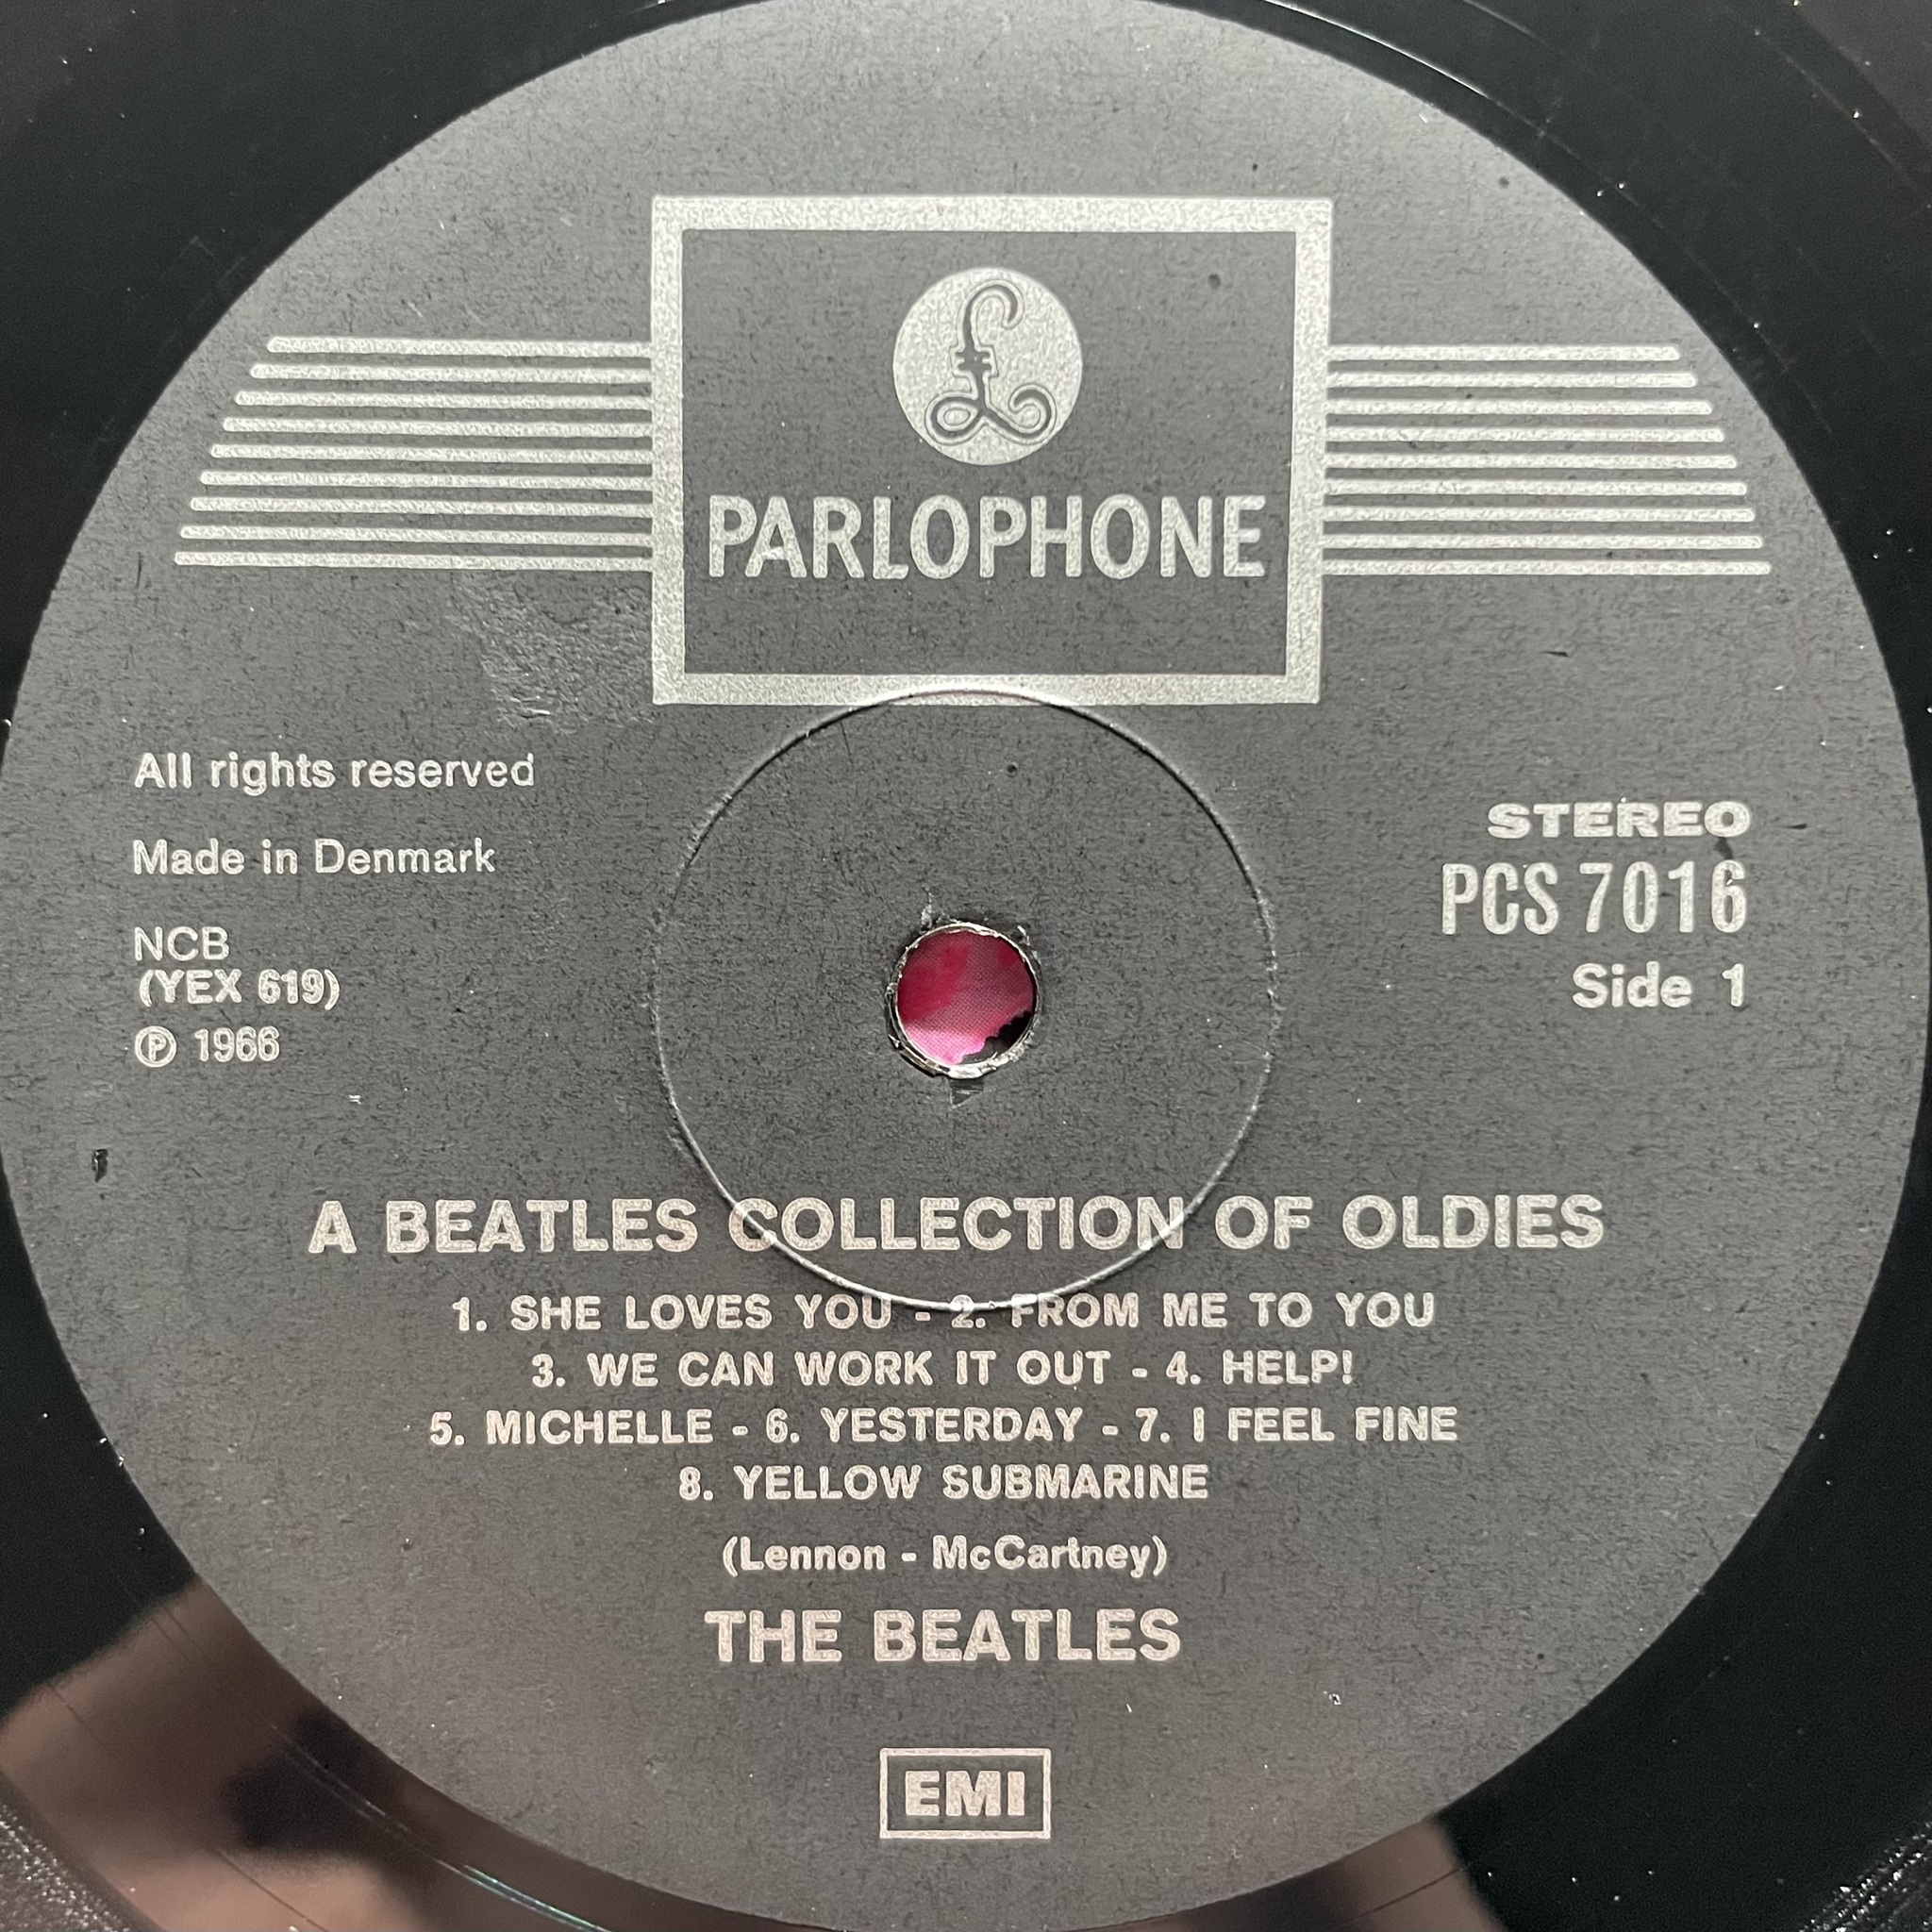 £
PARLOPHONE
All rights reserved
Made in Denmark
NCB
(YEX 619)
℗ 1966
STEREO
PCS 7016
Side 1
A BEATLES COLLECTION OF OLDIES
1. SHE LOVES YOU - 2. FROM ME TO YOU
3. WE CAN WORK IT OUT - 4. HELP!
5. MICHELLE - 6. YESTERDAY - 7. I FEEL FINE
8. YELLOW SUBMARINE
(Lennon - McCartney)
THE BEATLES
EMI